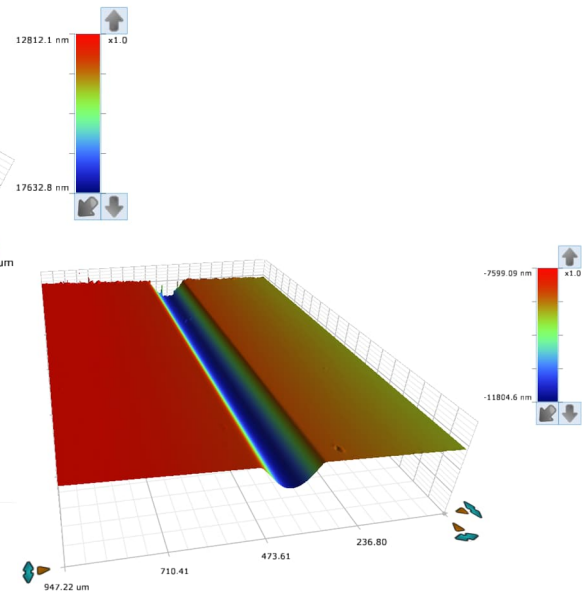 12812.1 nm
x1.0
17632.8 nm
um
-7599.09 nm
x1.0
-11804.6 nm
236.80
473.61
710.41
947.22 um